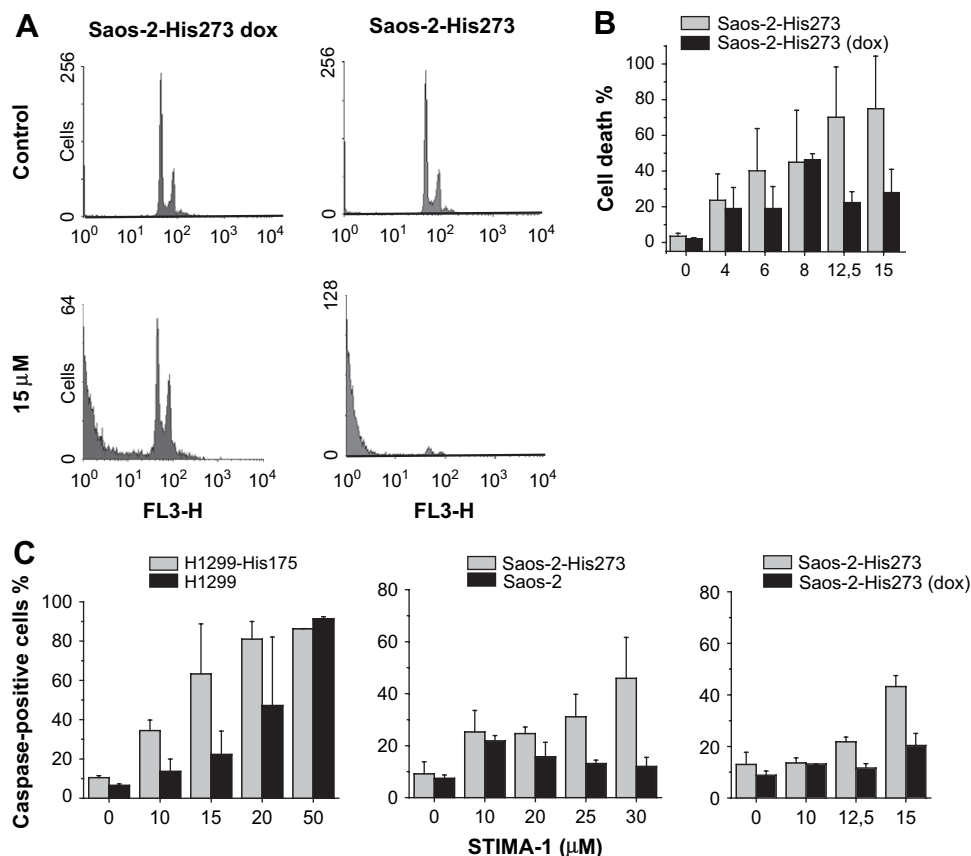 A
Saos-2-His273 dox
Saos-2-His273
Control
256
Cells
0
10^0 10^1 10^2 10^3 10^4
256
0
10^0 10^1 10^2 10^3 10^4
15 μM
64
Cells
0
10^0 10^1 10^2 10^3 10^4
FL3-H
128
0
10^0 10^1 10^2 10^3 10^4
FL3-H
B
Saos-2-His273
Saos-2-His273 (dox)
Cell death %
100
80
60
40
20
0
0 4 6 8 12,5 15
C
H1299-His175
H1299
Caspase-positive cells %
100
80
60
40
20
0
0 10 15 20 50
Saos-2-His273
Saos-2
80
60
40
20
0
0 10 20 25 30
STIMA-1 (μM)
Saos-2-His273
Saos-2-His273 (dox)
80
60
40
20
0
0 10 12,5 15